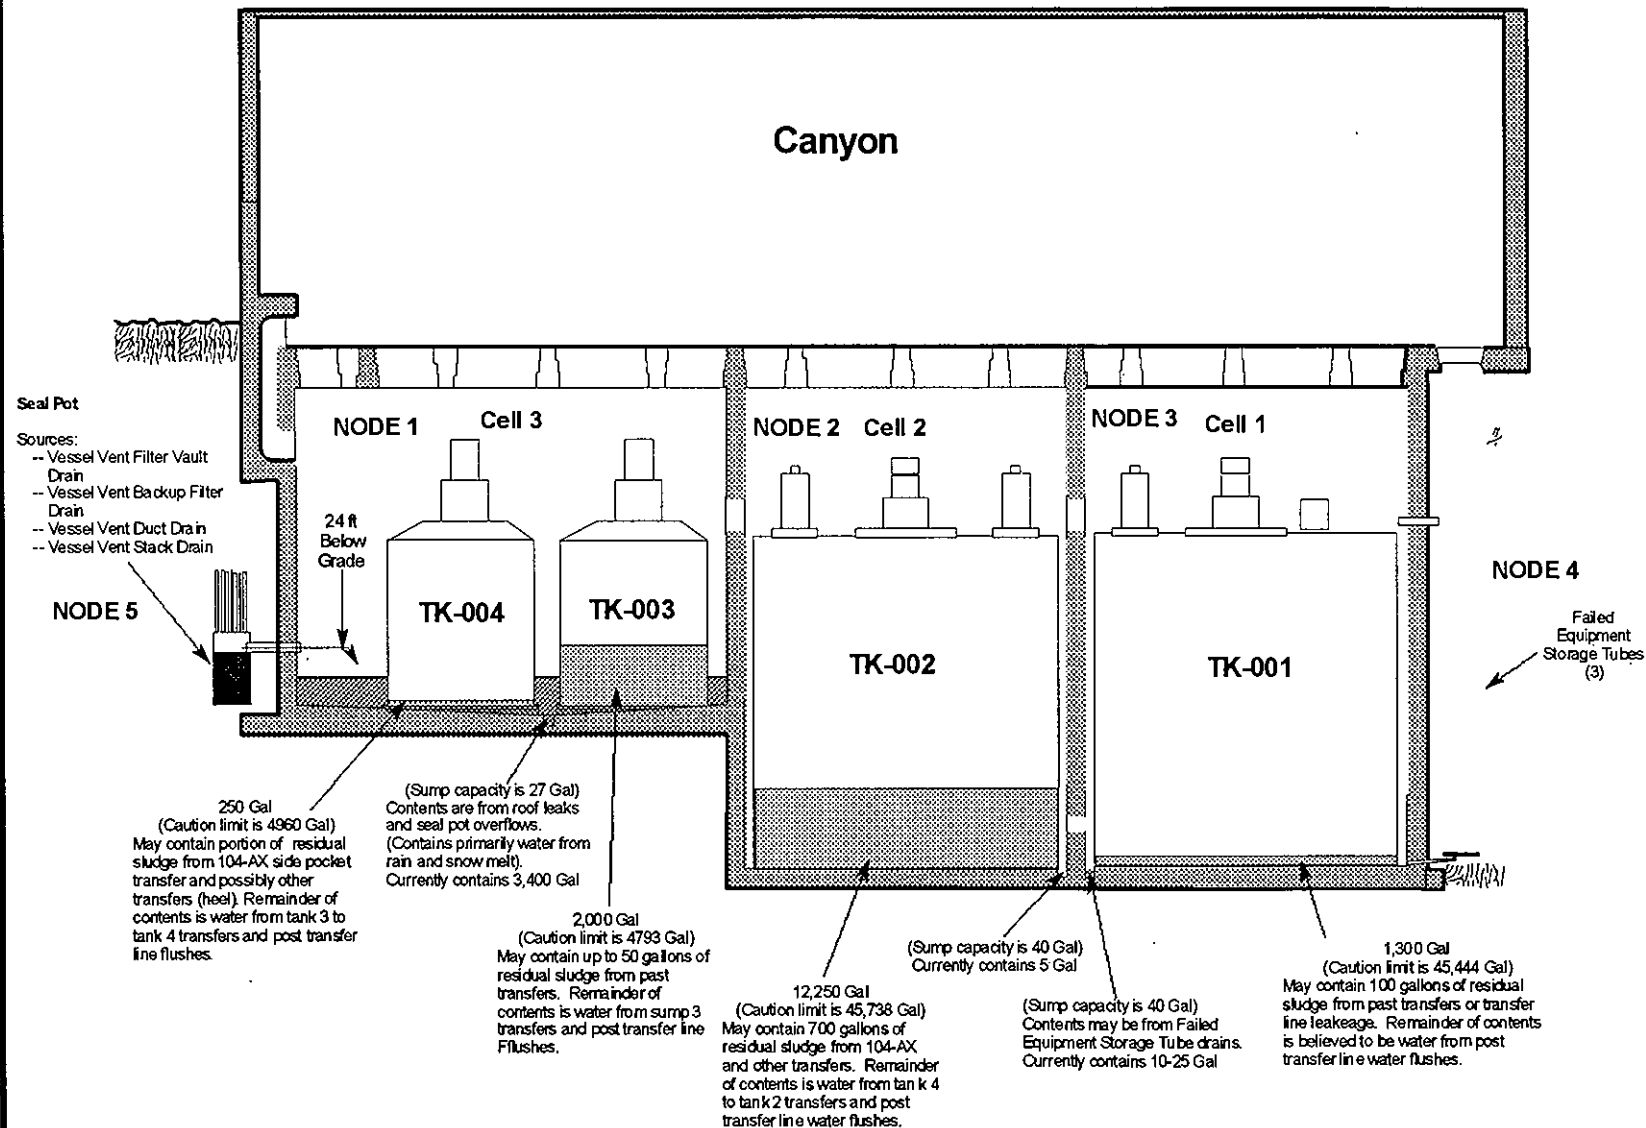 Canyon
Seal Pot
Sources:
-- Vessel Vent Filter Vault
Drain
-- Vessel Vent Backup Filter
Drain
-- Vessel Vent Duct Drain
-- Vessel Vent Stack Drain
NODE 5
NODE 1
Cell 3
24 ft
Below
Grade
TK-004
TK-003
NODE 2
Cell 2
TK-002
NODE 3
Cell 1
TK-001
NODE 4
Failed
Equipment
Storage Tubes
(3)
250 Gal
(Caution limit is 4960 Gal)
May contain portion of residual
sludge from 104-AX side pocket
transfer and possibly other
transfers (heel). Remainder of
contents is water from tank 3 to
tank 4 transfers and post transfer
line flushes.
(Sump capacity is 27 Gal)
Contents are from roof leaks
and seal pot overflows.
(Contains primarily water from
rain and snow melt).
Currently contains 3,400 Gal
2,000 Gal
(Caution limit is 4793 Gal)
May contain up to 50 gallons of
residual sludge from past
transfers. Remainder of
contents is water from sump 3
transfers and post transfer line
Fflushes.
12,250 Gal
(Caution limit is 45,738 Gal)
May contain 700 gallons of
residual sludge from 104-AX
and other transfers. Remainder
of contents is water from tan k 4
to tank 2 transfers and post
transfer line water flushes.
(Sump capacity is 40 Gal)
Currently contains 5 Gal
(Sump capacity is 40 Gal)
Contents may be from Failed
Equipment Storage Tube drains.
Currently contains 10-25 Gal
1,300 Gal
(Caution limit is 45,444 Gal)
May contain 100 gallons of residual
sludge from past transfers or transfer
line leakeage. Remainder of contents
is believed to be water from post
transfer line water flushes.